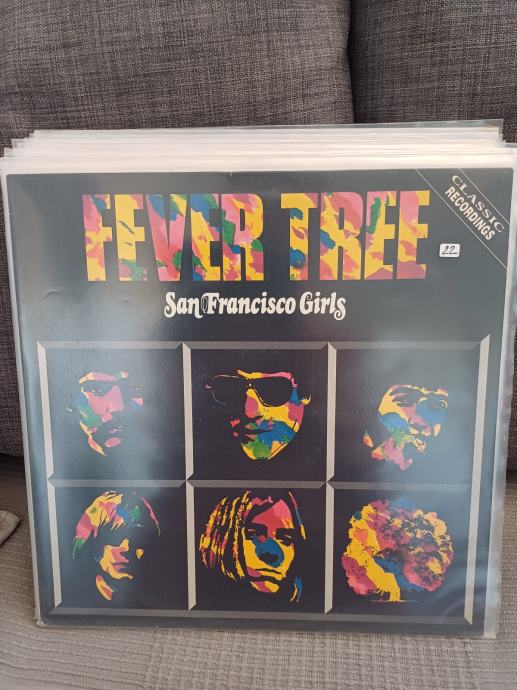 FEVER TREE
CLASSIC
RECORDINGS
22
San Francisco Girls